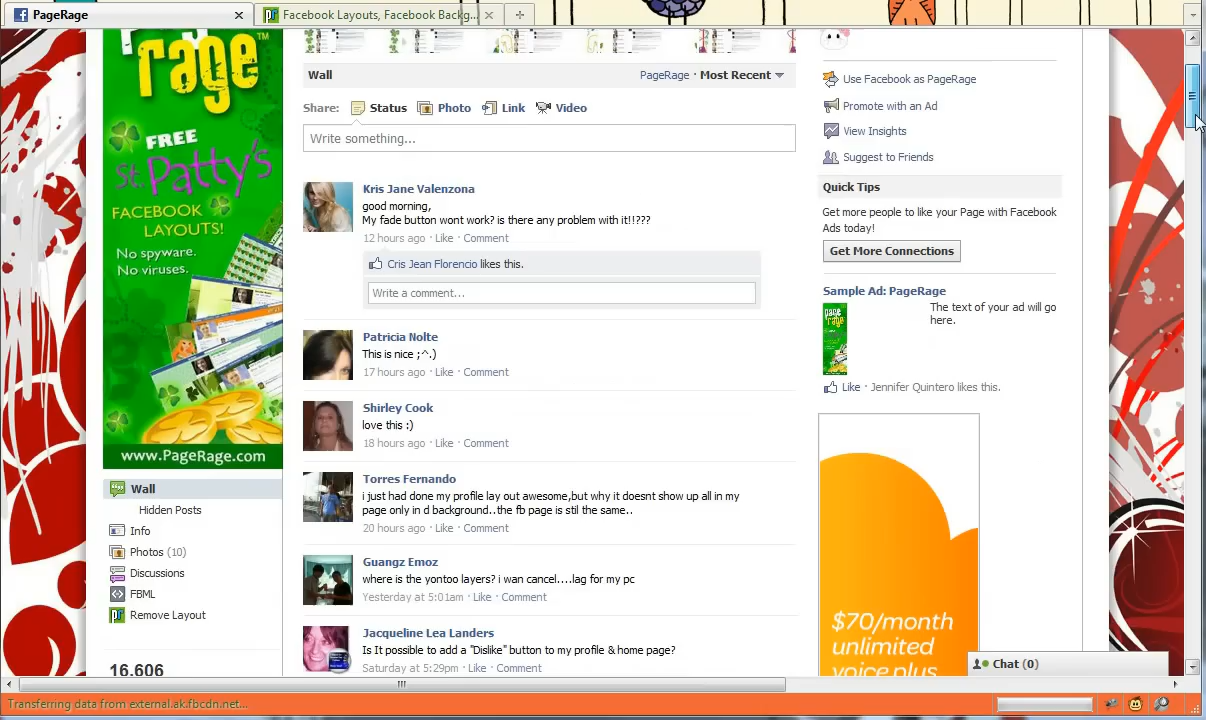 PageRage
Facebook Layouts, Facebook Backg...
page
rage™
FREE
St. Patty's
FACEBOOK
LAYOUTS!
No spyware.
No viruses.
www.PageRage.com
Wall
Hidden Posts
Info
Photos (10)
Discussions
FBML
Remove Layout
16,606
Wall
PageRage · Most Recent
Share: Status Photo Link Video
Write something...
Kris Jane Valenzona
good morning,
My fade button wont work? is there any problem with it!!???
12 hours ago · Like · Comment
Cris Jean Florencio likes this.
Write a comment...
Patricia Nolte
This is nice ;^.)
17 hours ago · Like · Comment
Shirley Cook
love this :)
18 hours ago · Like · Comment
Torres Fernando
i just had done my profile lay out awesome,but why it doesnt show up all in my
page only in d background..the fb page is stil the same..
20 hours ago · Like · Comment
Guangz Emoz
where is the yontoo layers? i wan cancel....lag for my pc
Yesterday at 5:01am · Like · Comment
Jacqueline Lea Landers
Is It possible to add a "Dislike" button to my profile & home page?
Saturday at 5:29pm · Like · Comment
Use Facebook as PageRage
Promote with an Ad
View Insights
Suggest to Friends
Quick Tips
Get more people to like your Page with Facebook
Ads today!
Get More Connections
Sample Ad: PageRage
page
rage
The text of your ad will go
here.
Like · Jennifer Quintero likes this.
$70/month
unlimited
voice plus
Chat (0)
Transferring data from external.ak.fbcdn.net...